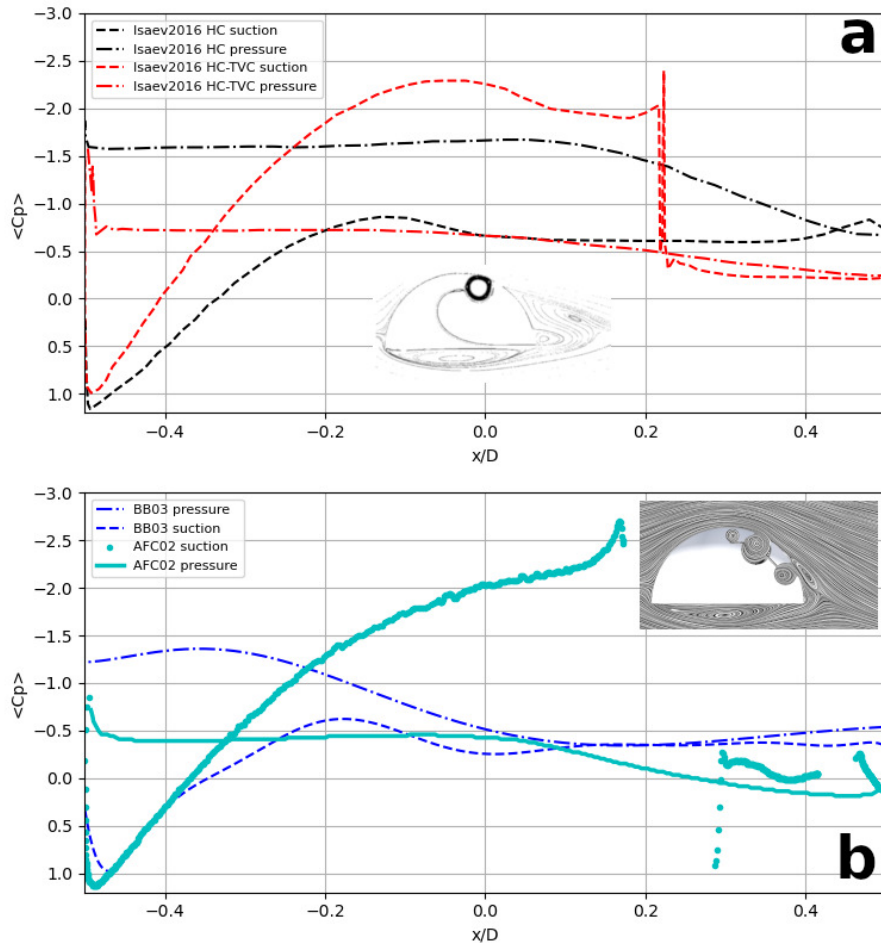 a
Isaev2016 HC suction
Isaev2016 HC pressure
Isaev2016 HC-TVC suction
Isaev2016 HC-TVC pressure
−3.0
−2.5
−2.0
−1.5
−1.0
−0.5
0.0
0.5
1.0
<Cp>
−0.4
−0.2
0.0
0.2
0.4
x/D
BB03 pressure
BB03 suction
AFC02 suction
AFC02 pressure
−3.0
−2.5
−2.0
−1.5
−1.0
−0.5
0.0
0.5
1.0
<Cp>
b
−0.4
−0.2
0.0
0.2
0.4
x/D